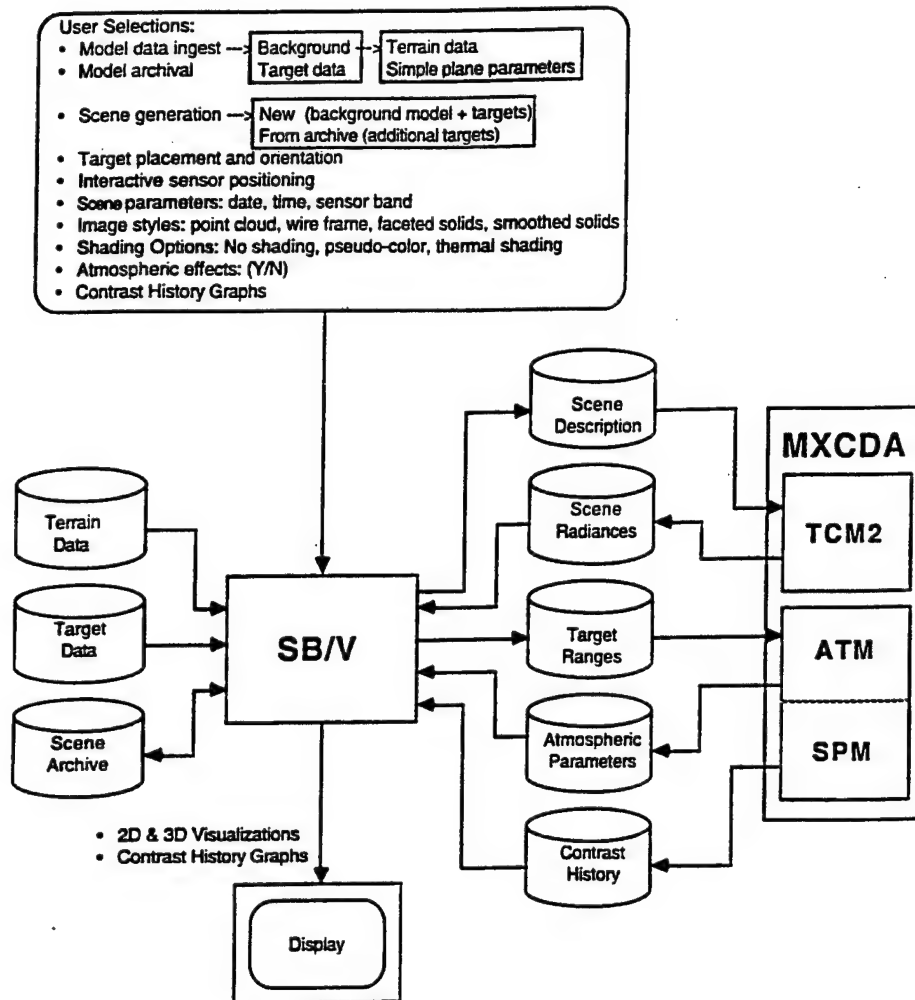 User Selections:
• Model data ingest --> Background --> Terrain data
• Model archival Target data Simple plane parameters
• Scene generation --> New (background model + targets)
From archive (additional targets)
• Target placement and orientation
• Interactive sensor positioning
• Scene parameters: date, time, sensor band
• Image styles: point cloud, wire frame, faceted solids, smoothed solids
• Shading Options: No shading, pseudo-color, thermal shading
• Atmospheric effects: (Y/N)
• Contrast History Graphs
Scene
Description
MXCDA
Terrain
Data
Scene
Radiances
TCM2
Target
Data
SB/V
Target
Ranges
ATM
Scene
Archive
Atmospheric
Parameters
SPM
• 2D & 3D Visualizations
• Contrast History Graphs
Contrast
History
Display